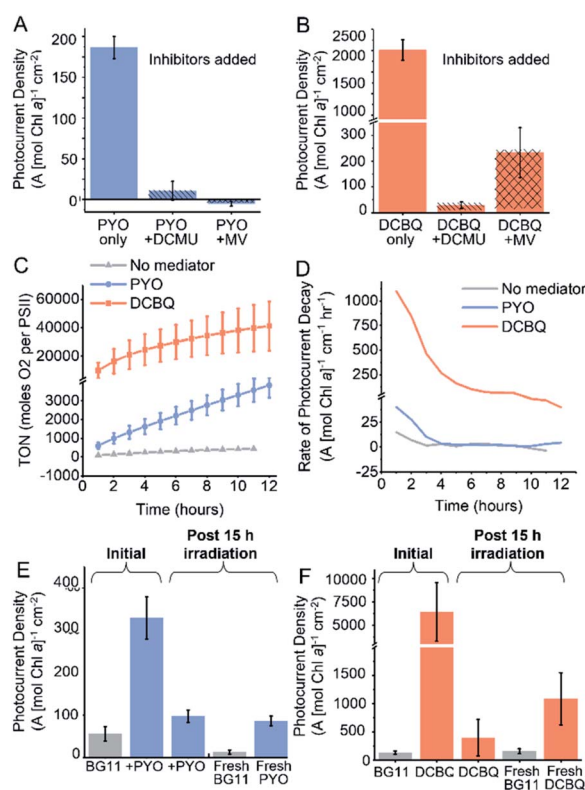 A
Photocurrent Density
(A [mol Chl a]⁻¹ cm⁻²)
200
150
100
50
0
Inhibitors added
PYO only
PYO +DCMU
PYO +MV
B
Photocurrent Density
(A [mol Chl a]⁻¹ cm⁻²)
2500
2000
1500
1000
300
200
100
0
Inhibitors added
DCBQ only
DCBQ +DCMU
DCBQ +MV
C
No mediator
PYO
DCBQ
TON (moles O2 per PSII)
60000
40000
20000
3000
2000
1000
0
-1000
0 2 4 6 8 10 12
Time (hours)
D
No mediator
PYO
DCBQ
Rate of Photocurrent Decay
(A [mol Chl a]⁻¹ cm⁻¹ hr⁻¹)
1000
750
500
250
25
0
-25
0 2 4 6 8 10 12
Time (hours)
E
Initial
Post 15 h
irradiation
Photocurrent Density
(A [mol Chl a]⁻¹ cm⁻²)
400
300
200
100
0
BG11
+PYO
+PYO
Fresh BG11
Fresh PYO
F
Initial
Post 15 h
irradiation
Photocurrent Density
(A [mol Chl a]⁻¹ cm⁻²)
10000
7500
5000
1500
1000
500
0
BG11
DCBQ
DCBQ
Fresh BG11
Fresh DCBQ